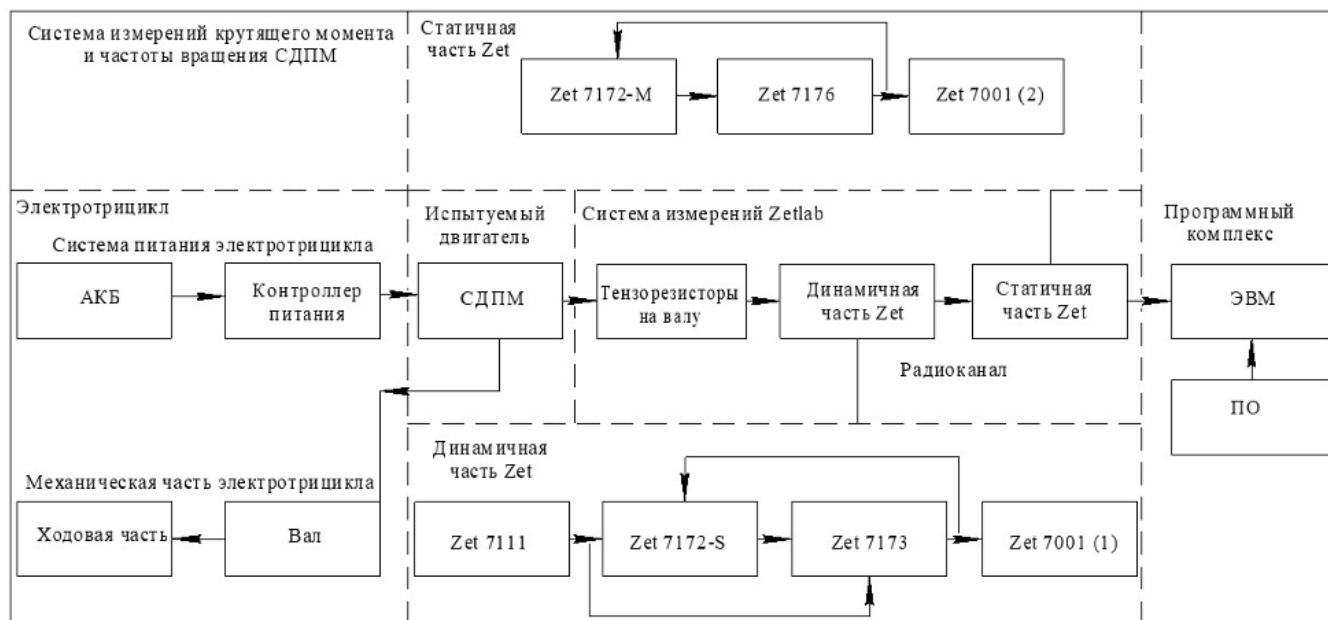 Система измерений крутящего момента
и частоты вращения СДПМ
Статичная
часть Zet
Zet 7172-М
Zet 7176
Zet 7001 (2)
Электротрицикл
Система питания электротрицикла
АКБ
Контроллер
питания
Испытуемый
двигатель
СДПМ
Система измерений Zetlab
Тензорезисторы
на валу
Динамичная
часть Zet
Статичная
часть Zet
Радиоканал
Программный
комплекс
ЭВМ
ПО
Механическая часть электротрицикла
Ходовая часть
Вал
Динамичная
часть Zet
Zet 7111
Zet 7172-S
Zet 7173
Zet 7001 (1)